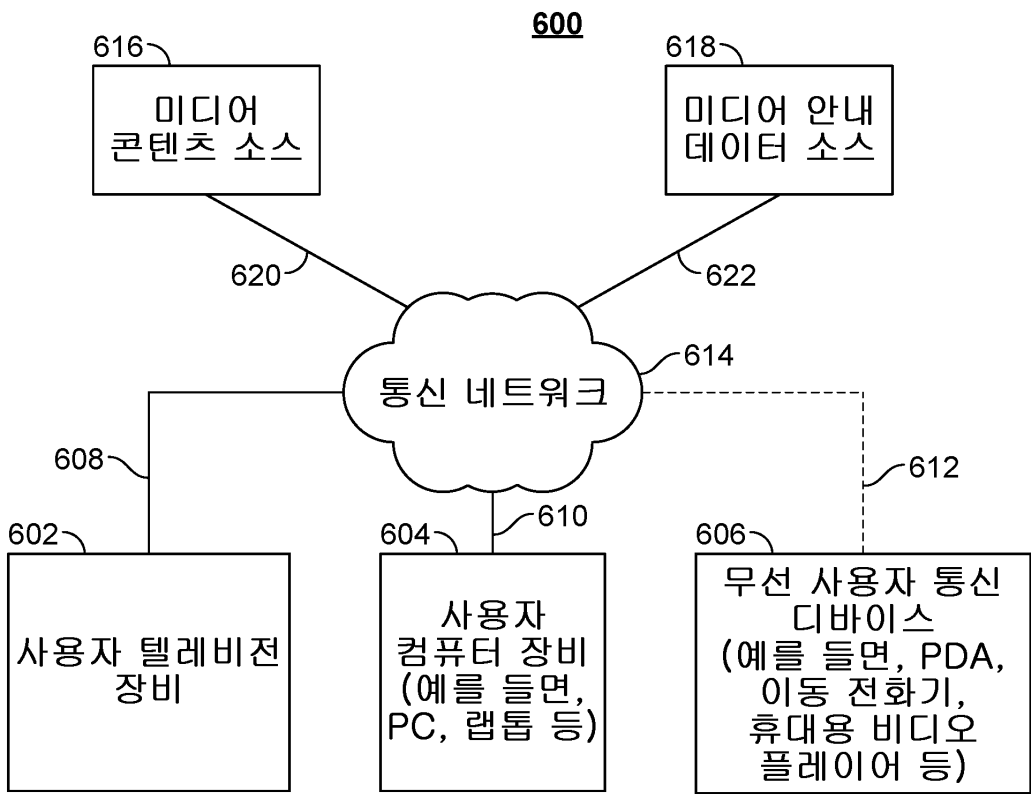 600
616
미디어
콘텐츠 소스
618
미디어 안내
데이터 소스
620
622
통신 네트워크
614
608
610
612
602
사용자 텔레비전
장비
604
사용자
컴퓨터 장비
(예를 들면,
PC, 랩톱 등)
606
무선 사용자 통신
디바이스
(예를 들면, PDA,
이동 전화기,
휴대용 비디오
플레이어 등)